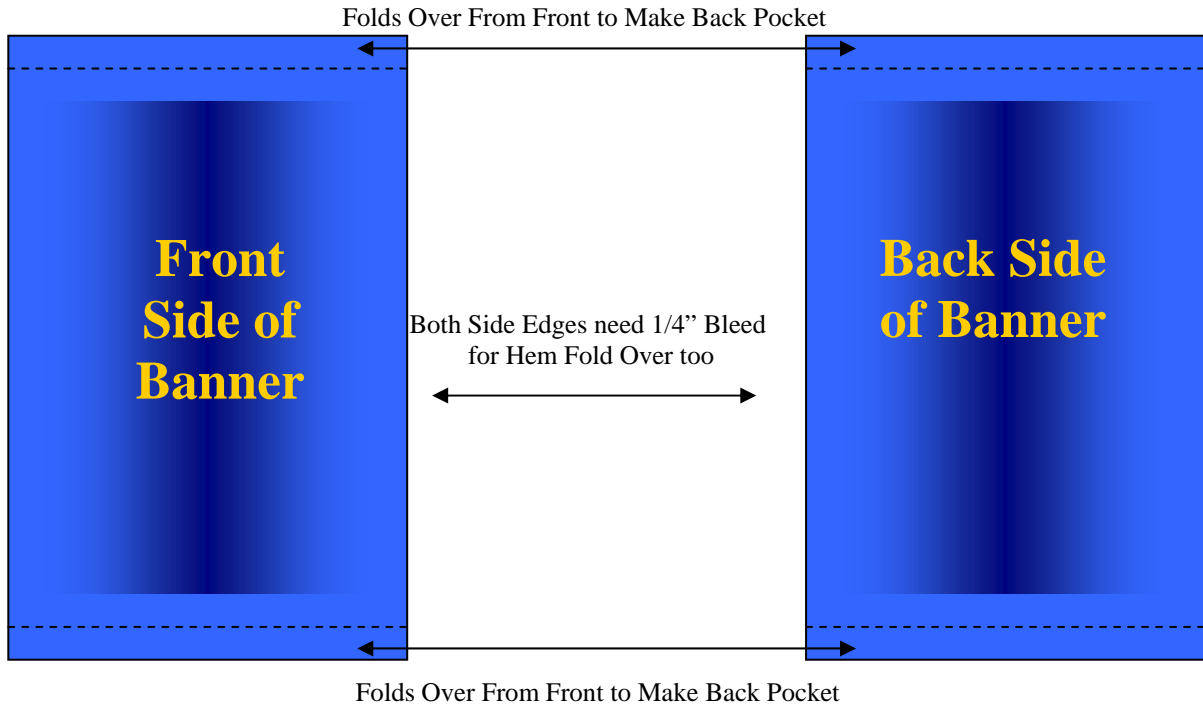 Folds Over From Front to Make Back Pocket
Front
Side of
Banner
Both Side Edges need 1/4” Bleed
for Hem Fold Over too
Back Side
of Banner
Folds Over From Front to Make Back Pocket